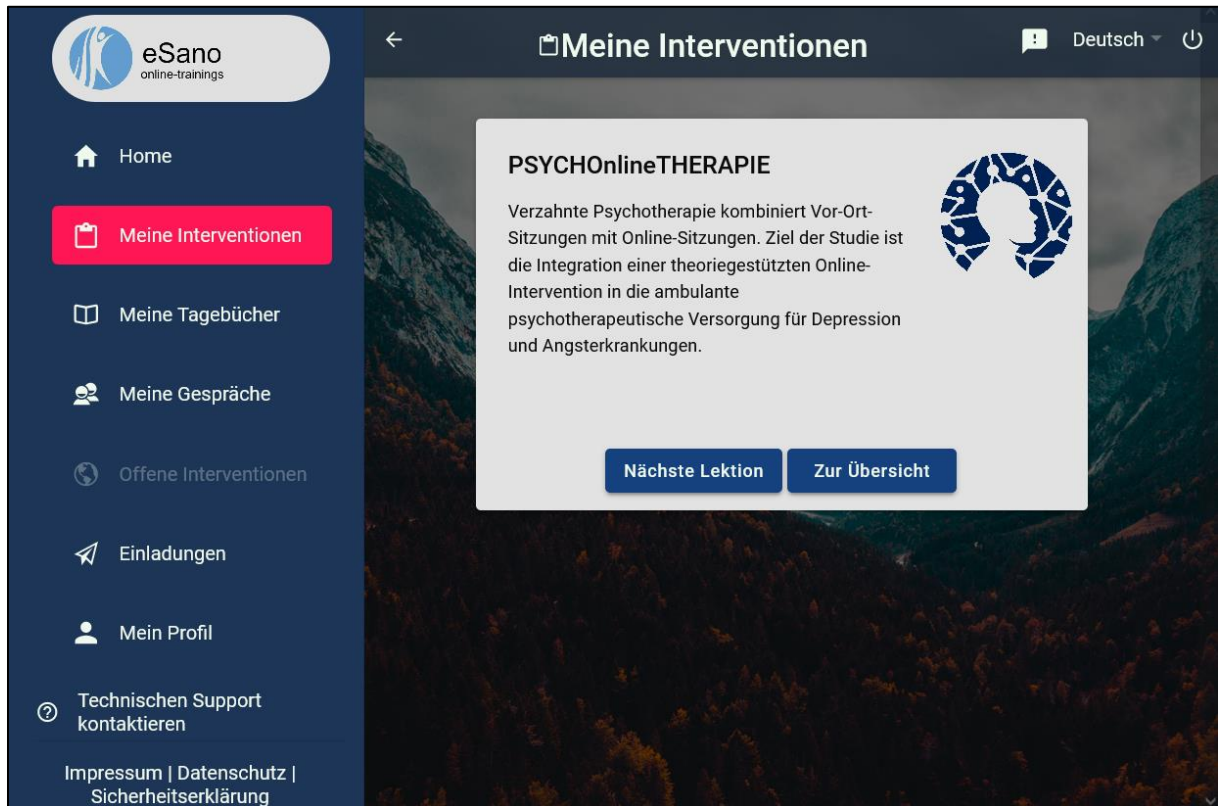 eSano
online-trainings
Home
Meine Interventionen
Meine Tagebücher
Meine Gespräche
Offene Interventionen
Einladungen
Mein Profil
Technischen Support
kontaktieren
Impressum | Datenschutz |
Sicherheitserklärung
Meine Interventionen
Deutsch
PSYCHOnlineTHERAPIE
Verzahnte Psychotherapie kombiniert Vor-Ort-
Sitzungen mit Online-Sitzungen. Ziel der Studie ist
die Integration einer theoriegestützten Online-
Intervention in die ambulante
psychotherapeutische Versorgung für Depression
und Angsterkrankungen.
Nächste Lektion
Zur Übersicht